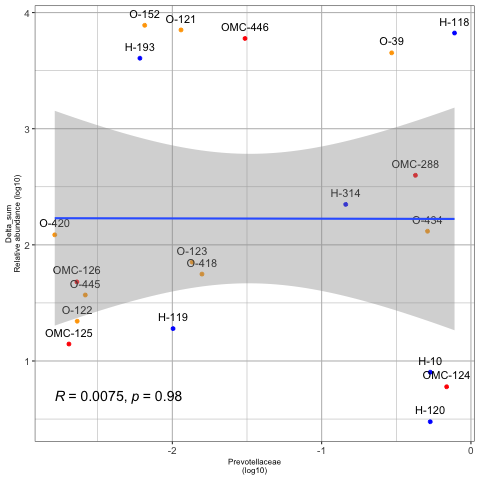 4
O-152
O-121
H-118
OMC-446
O-39
H-193
3
OMC-288
H-314
O-420
O-434
2
O-123
O-418
OMC-126
O-445
O-122
H-119
OMC-125
1
H-10
OMC-124
H-120
R = 0.0075, p = 0.98
-2
-1
0
Prevotellaceae
(log10)
Delta_sum
Relative abundance (log10)